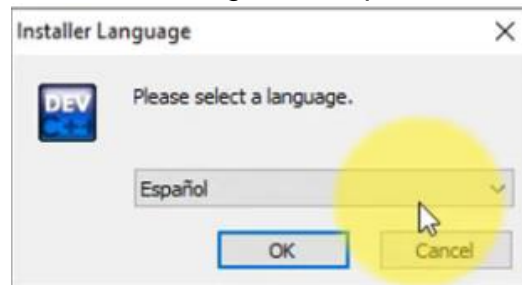 Installer Language
DEV
C++
Please select a language.
Español
OK
Cancel